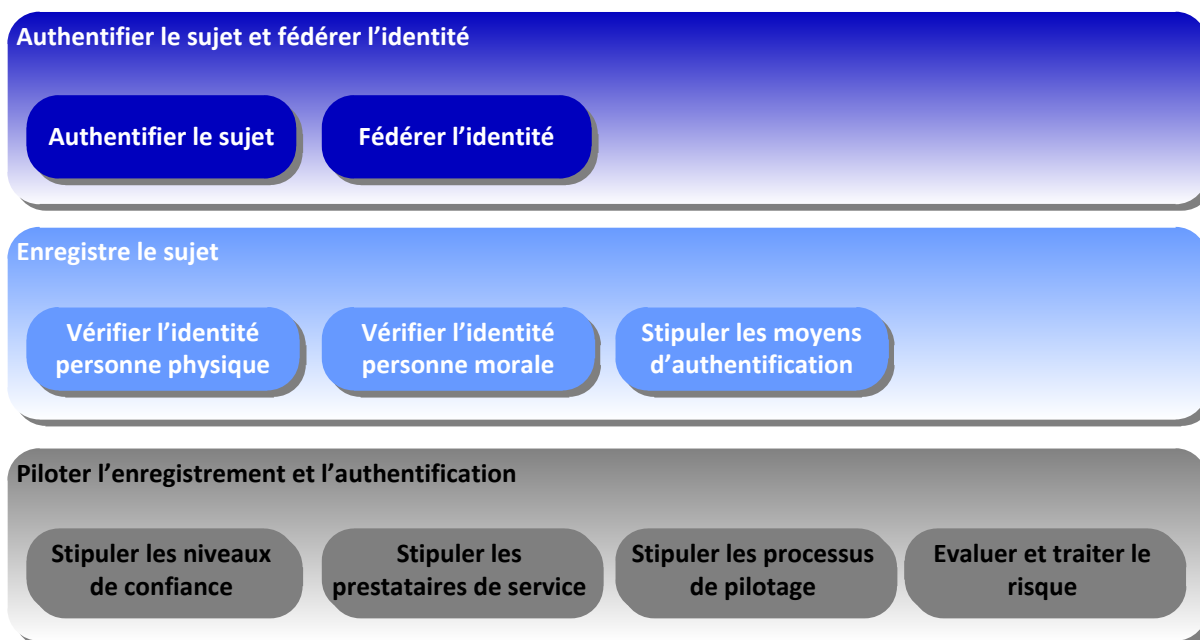 Authentifier le sujet et fédérer l’identité
Authentifier le sujet
Fédérer l’identité
Enregistre le sujet
Vérifier l’identité
personne physique
Vérifier l’identité
personne morale
Stipuler les moyens
d’authentification
Piloter l’enregistrement et l’authentification
Stipuler les niveaux
de confiance
Stipuler les
prestataires de service
Stipuler les processus
de pilotage
Evaluer et traiter le
risque